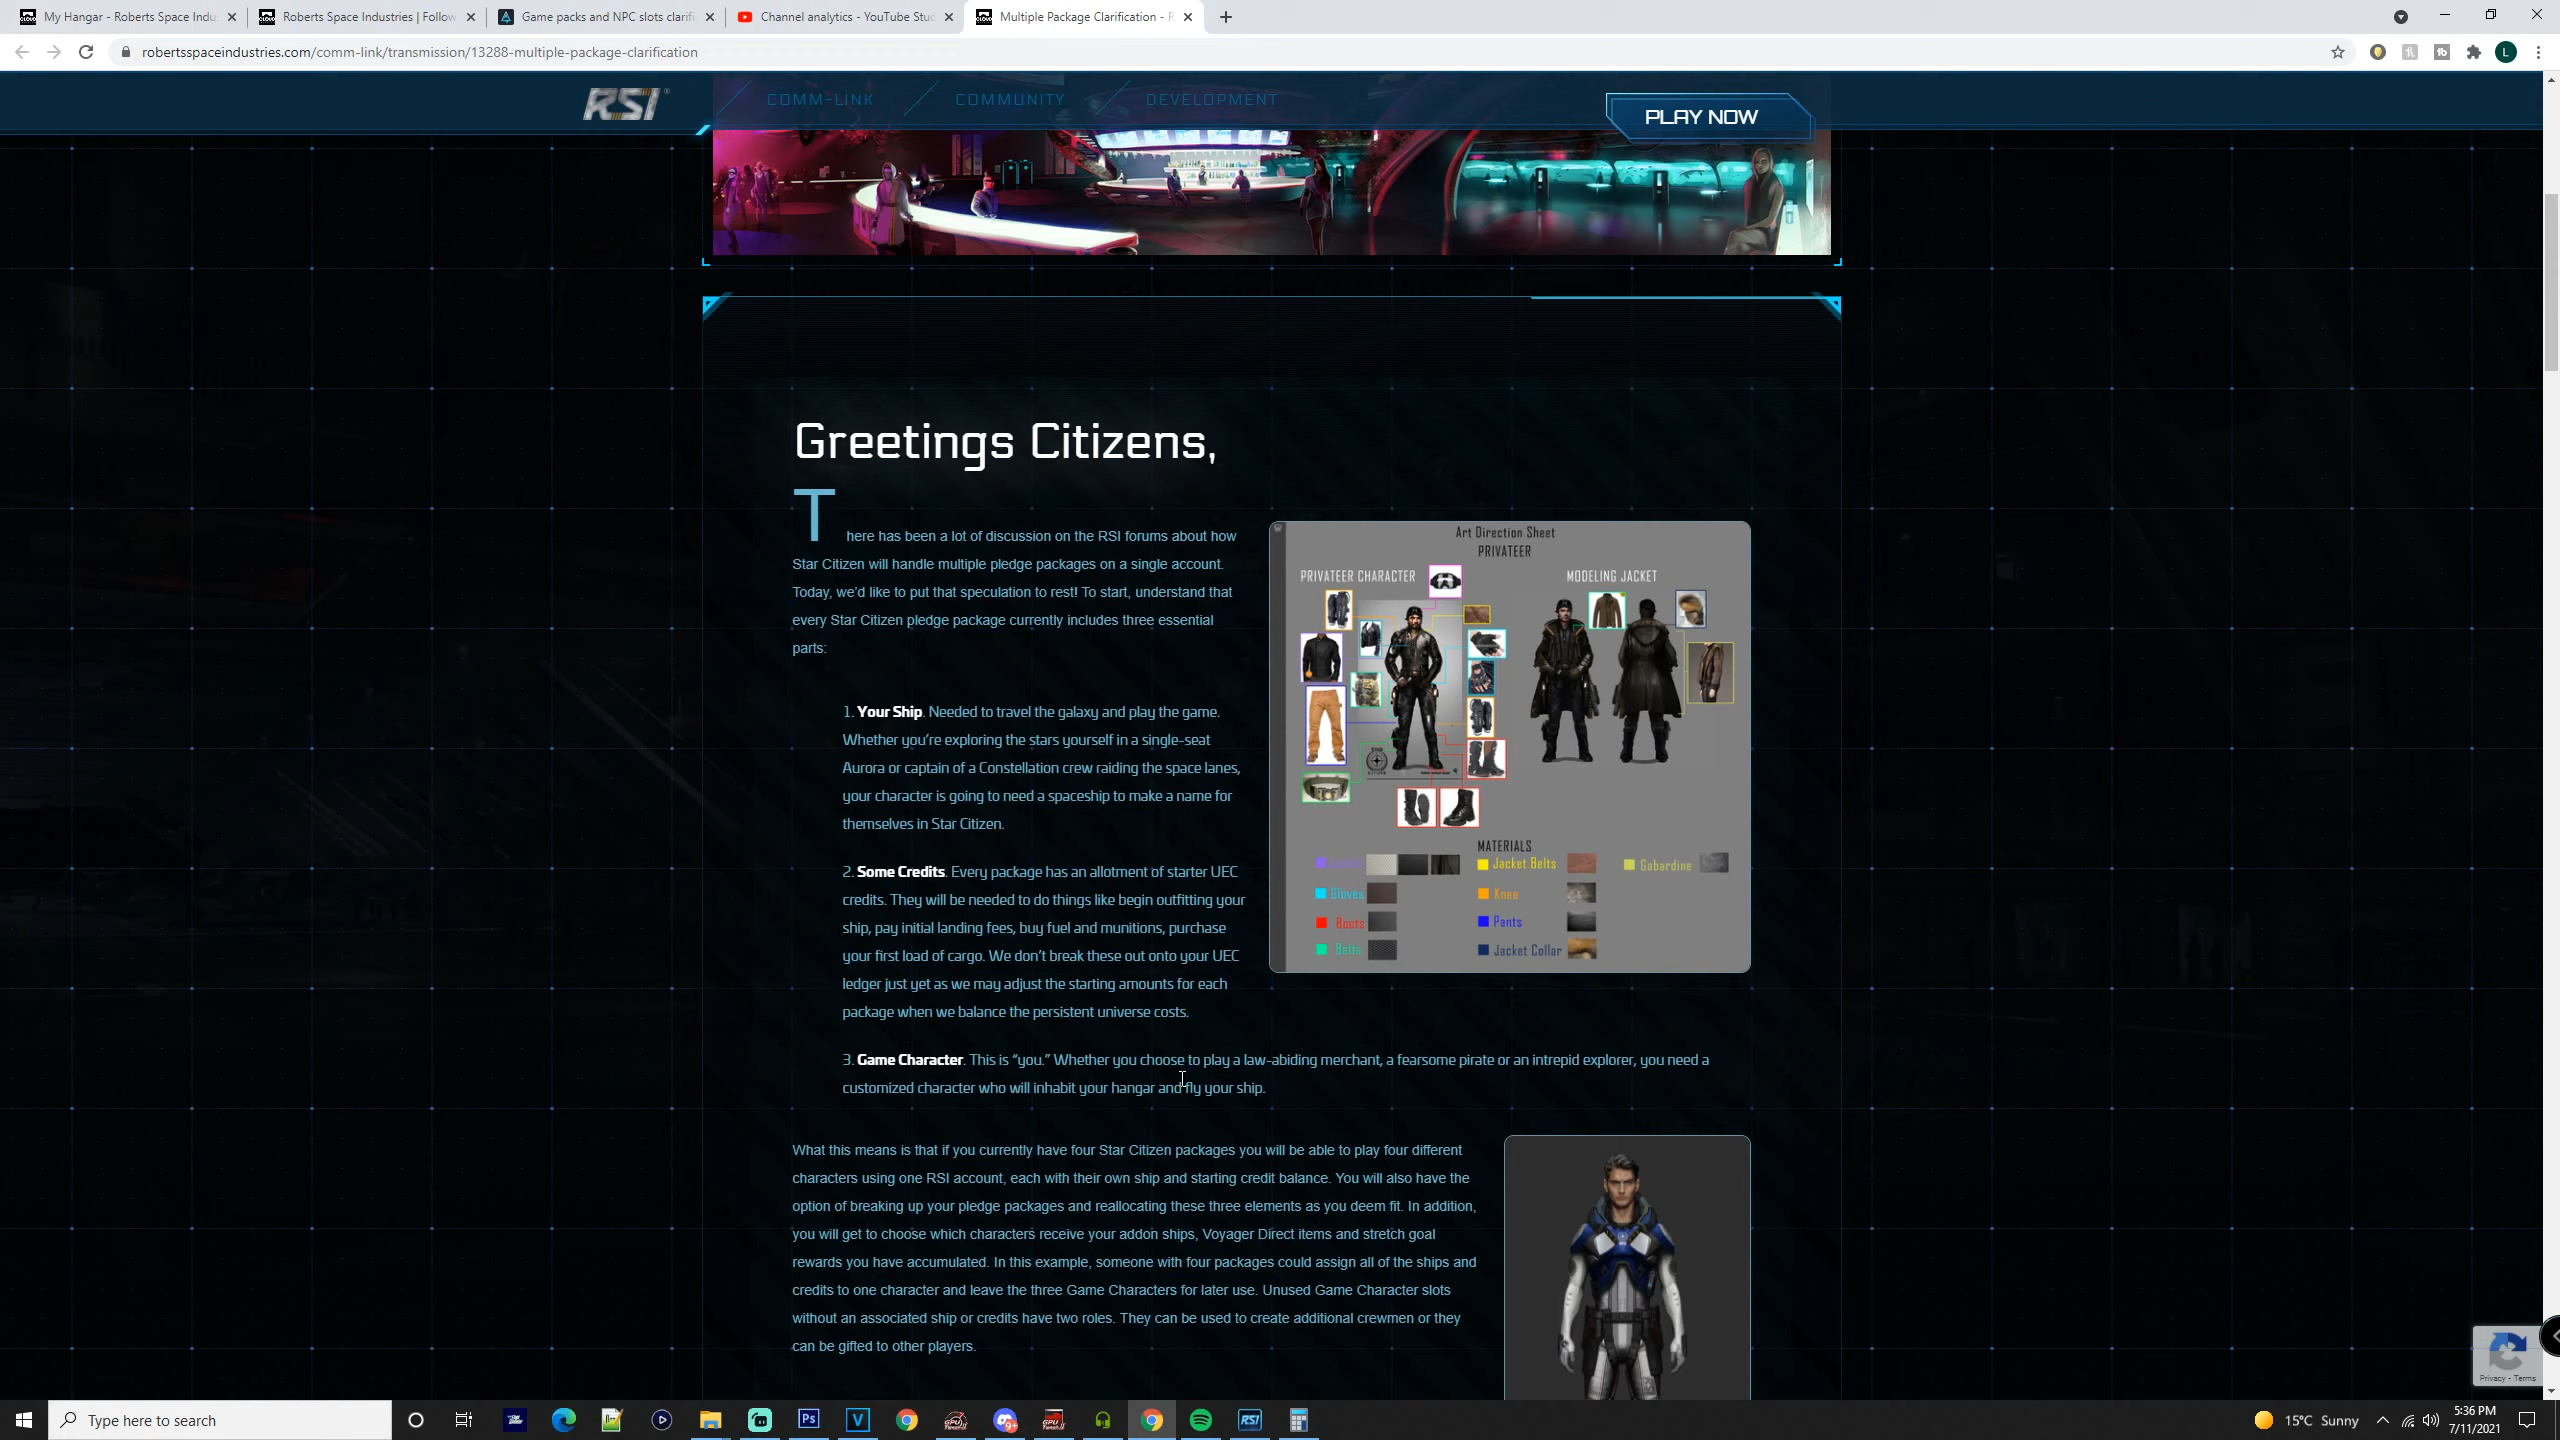 My Hangar - Roberts Space Indu
Roberts Space Industries | Follow
Game packs and NPC slots clarifi
Channel analytics - YouTube Stud
Multiple Package Clarification - R
robertsspaceindustries.com/comm-link/transmission/13288-multiple-package-clarification
L
RSI
COMM-LINK
COMMUNITY
DEVELOPMENT
PLAY NOW
Greetings Citizens,
There has been a lot of discussion on the RSI forums about how
Star Citizen will handle multiple pledge packages on a single account.
Today, we'd like to put that speculation to rest! To start, understand that
every Star Citizen pledge package currently includes three essential
parts:
1. Your Ship. Needed to travel the galaxy and play the game.
Whether you're exploring the stars yourself in a single-seat
Aurora or captain of a Constellation crew raiding the space lanes,
your character is going to need a spaceship to make a name for
themselves in Star Citizen.
2. Some Credits. Every package has an allotment of starter UEC
credits. They will be needed to do things like begin outfitting your
ship, pay initial landing fees, buy fuel and munitions, purchase
your first load of cargo. We don't break these out onto your UEC
ledger just yet as we may adjust the starting amounts for each
package when we balance the persistent universe costs.
Art Direction Sheet
PRIVATEER
PRIVATEER CHARACTER
MODELING JACKET
MATERIALS
Jacket Belts
Gabardine
Gloves
Knee
Boots
Pants
Belts
Jacket Collar
3. Game Character. This is “you.” Whether you choose to play a law-abiding merchant, a fearsome pirate or an intrepid explorer, you need a
customized character who will inhabit your hangar and fly your ship.
What this means is that if you currently have four Star Citizen packages you will be able to play four different
characters using one RSI account, each with their own ship and starting credit balance. You will also have the
option of breaking up your pledge packages and reallocating these three elements as you deem fit. In addition,
you will get to choose which characters receive your addon ships, Voyager Direct items and stretch goal
rewards you have accumulated. In this example, someone with four packages could assign all of the ships and
credits to one character and leave the three Game Characters for later use. Unused Game Character slots
without an associated ship or credits have two roles. They can be used to create additional crewmen or they
can be gifted to other players.
Privacy - Terms
Type here to search
Ps
V
9+
RSI
15°C Sunny
5:36 PM
7/11/2021